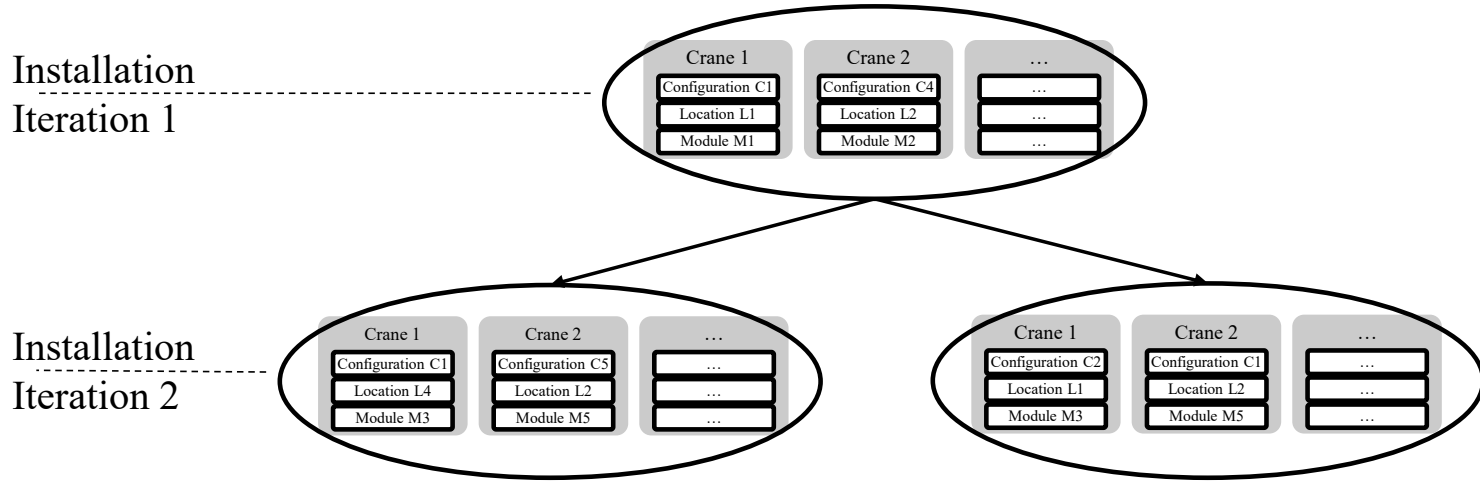 Installation
Iteration 1
Crane 1
Configuration C1
Location L1
Module M1
Crane 2
Configuration C4
Location L2
Module M2
…
…
…
…
Installation
Iteration 2
Crane 1
Configuration C1
Location L4
Module M3
Crane 2
Configuration C5
Location L2
Module M5
…
…
…
…
Crane 1
Configuration C2
Location L1
Module M3
Crane 2
Configuration C1
Location L2
Module M5
…
…
…
…